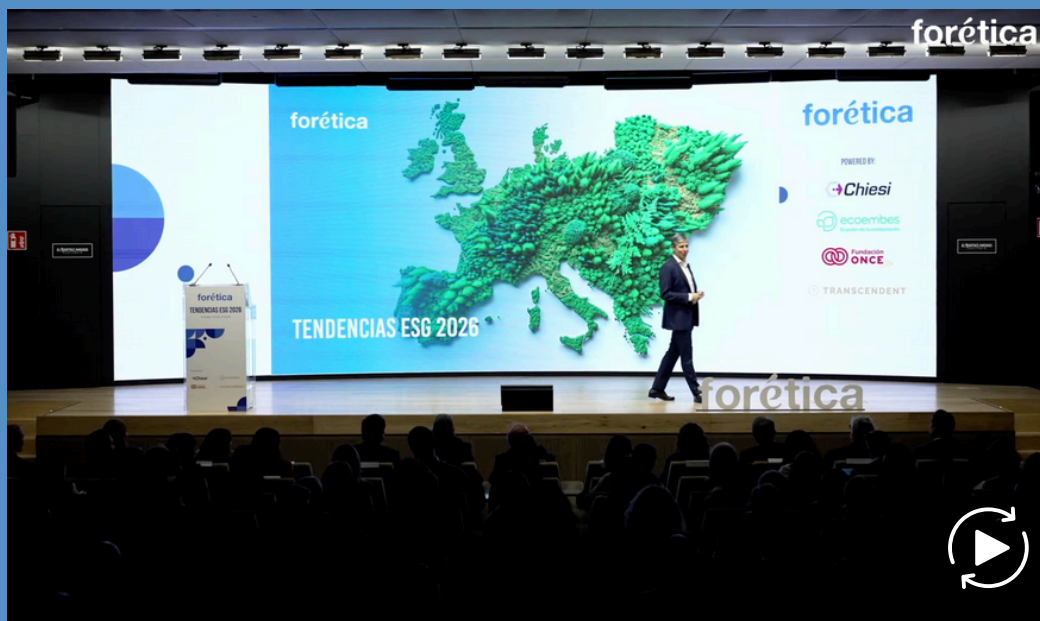 forética
forética
forética
POWERED BY:
Chiesi
ecoembes
Fundación
ONCE
TRANSCENDENT
TENDENCIAS ESG 2026
forética
TENDENCIAS ESG 2026
forética